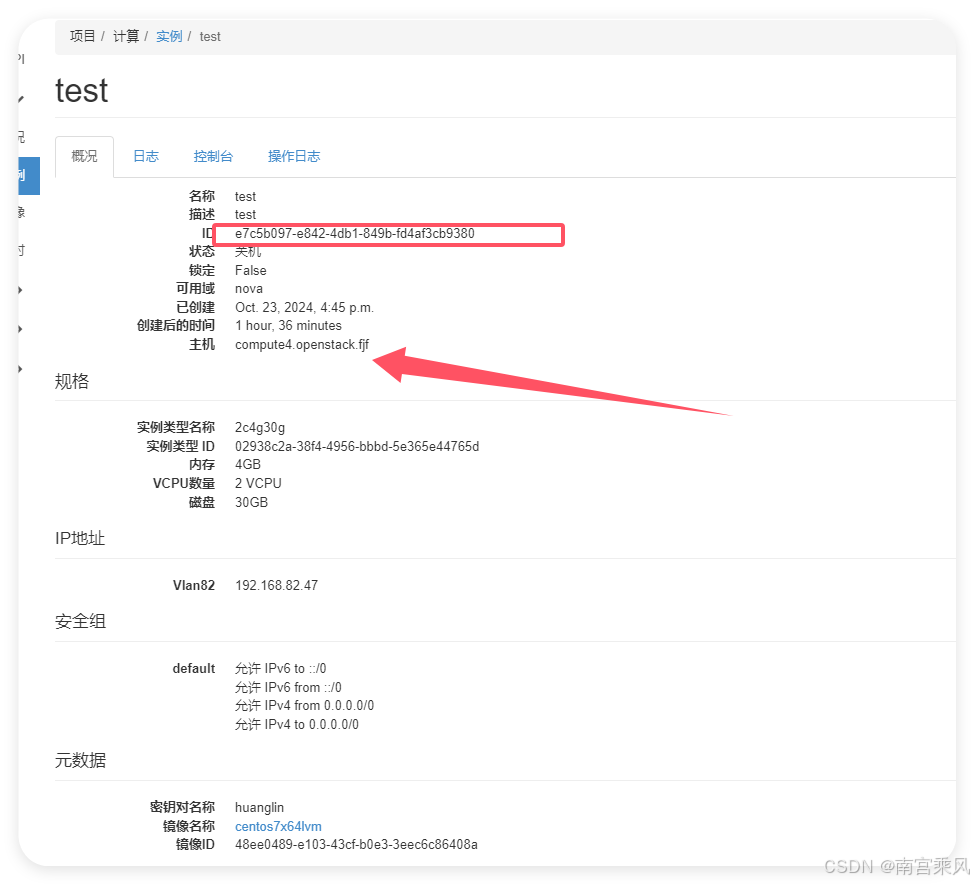 项目 / 计算 / 实例 / test
test
概况 日志 控制台 操作日志
名称 test
描述 test
ID e7c5b097-e842-4db1-849b-fd4af3cb9380
状态 关机
锁定 False
可用域 nova
已创建 Oct. 23, 2024, 4:45 p.m.
创建后的时间 1 hour, 36 minutes
主机 compute4.openstack.fjf
规格
实例类型名称 2c4g30g
实例类型 ID 02938c2a-38f4-4956-bbbd-5e365e44765d
内存 4GB
VCPU数量 2 VCPU
磁盘 30GB
IP地址
Vlan82 192.168.82.47
安全组
default 允许 IPv6 to ::/0
允许 IPv6 from ::/0
允许 IPv4 from 0.0.0.0/0
允许 IPv4 to 0.0.0.0/0
元数据
密钥对名称 huanglin
镜像名称 centos7x64lvm
镜像ID 48ee0489-e103-43cf-b0e3-3eec6c86408a
CSDN @南宫乘风